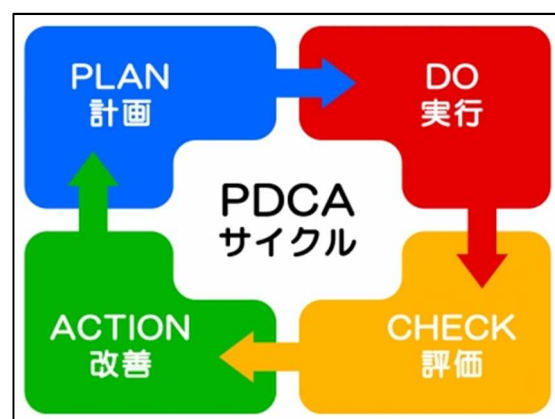 PLAN
計画
DO
実行
PDCA
サイクル
ACTION
改善
CHECK
評価